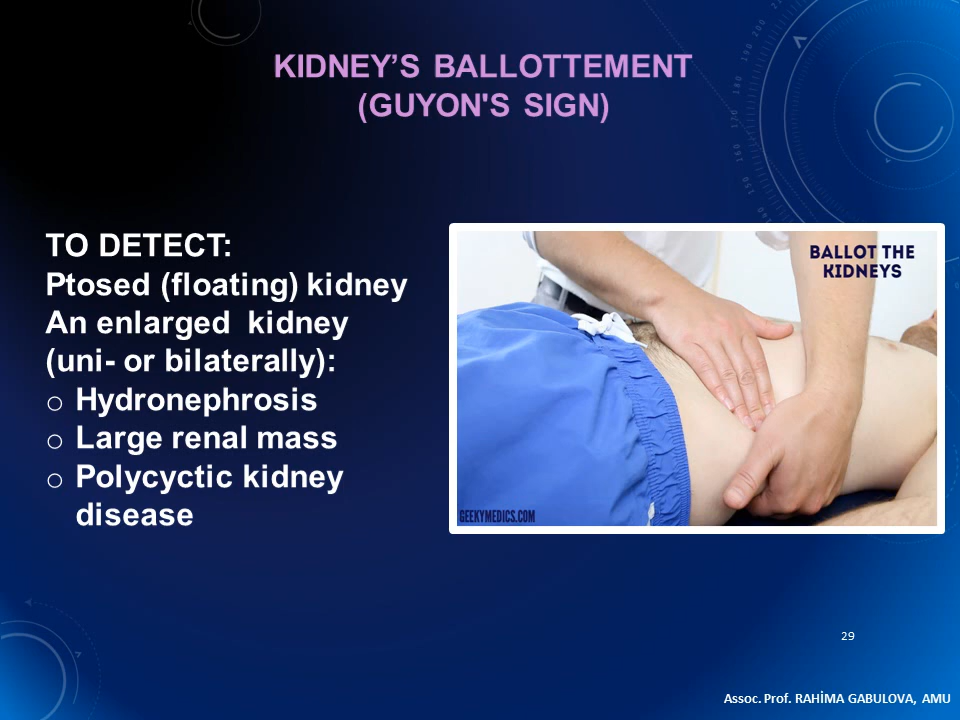 KIDNEY’S BALLOTTEMENT
(GUYON'S SIGN)
TO DETECT:
Ptosed (floating) kidney
An enlarged kidney
(uni- or bilaterally):
o Hydronephrosis
o Large renal mass
o Polycyctic kidney
disease
BALLOT THE
KIDNEYS
GEEKYMEDICS.COM
29
Assoc. Prof. RAHİMA GABULOVA, AMU